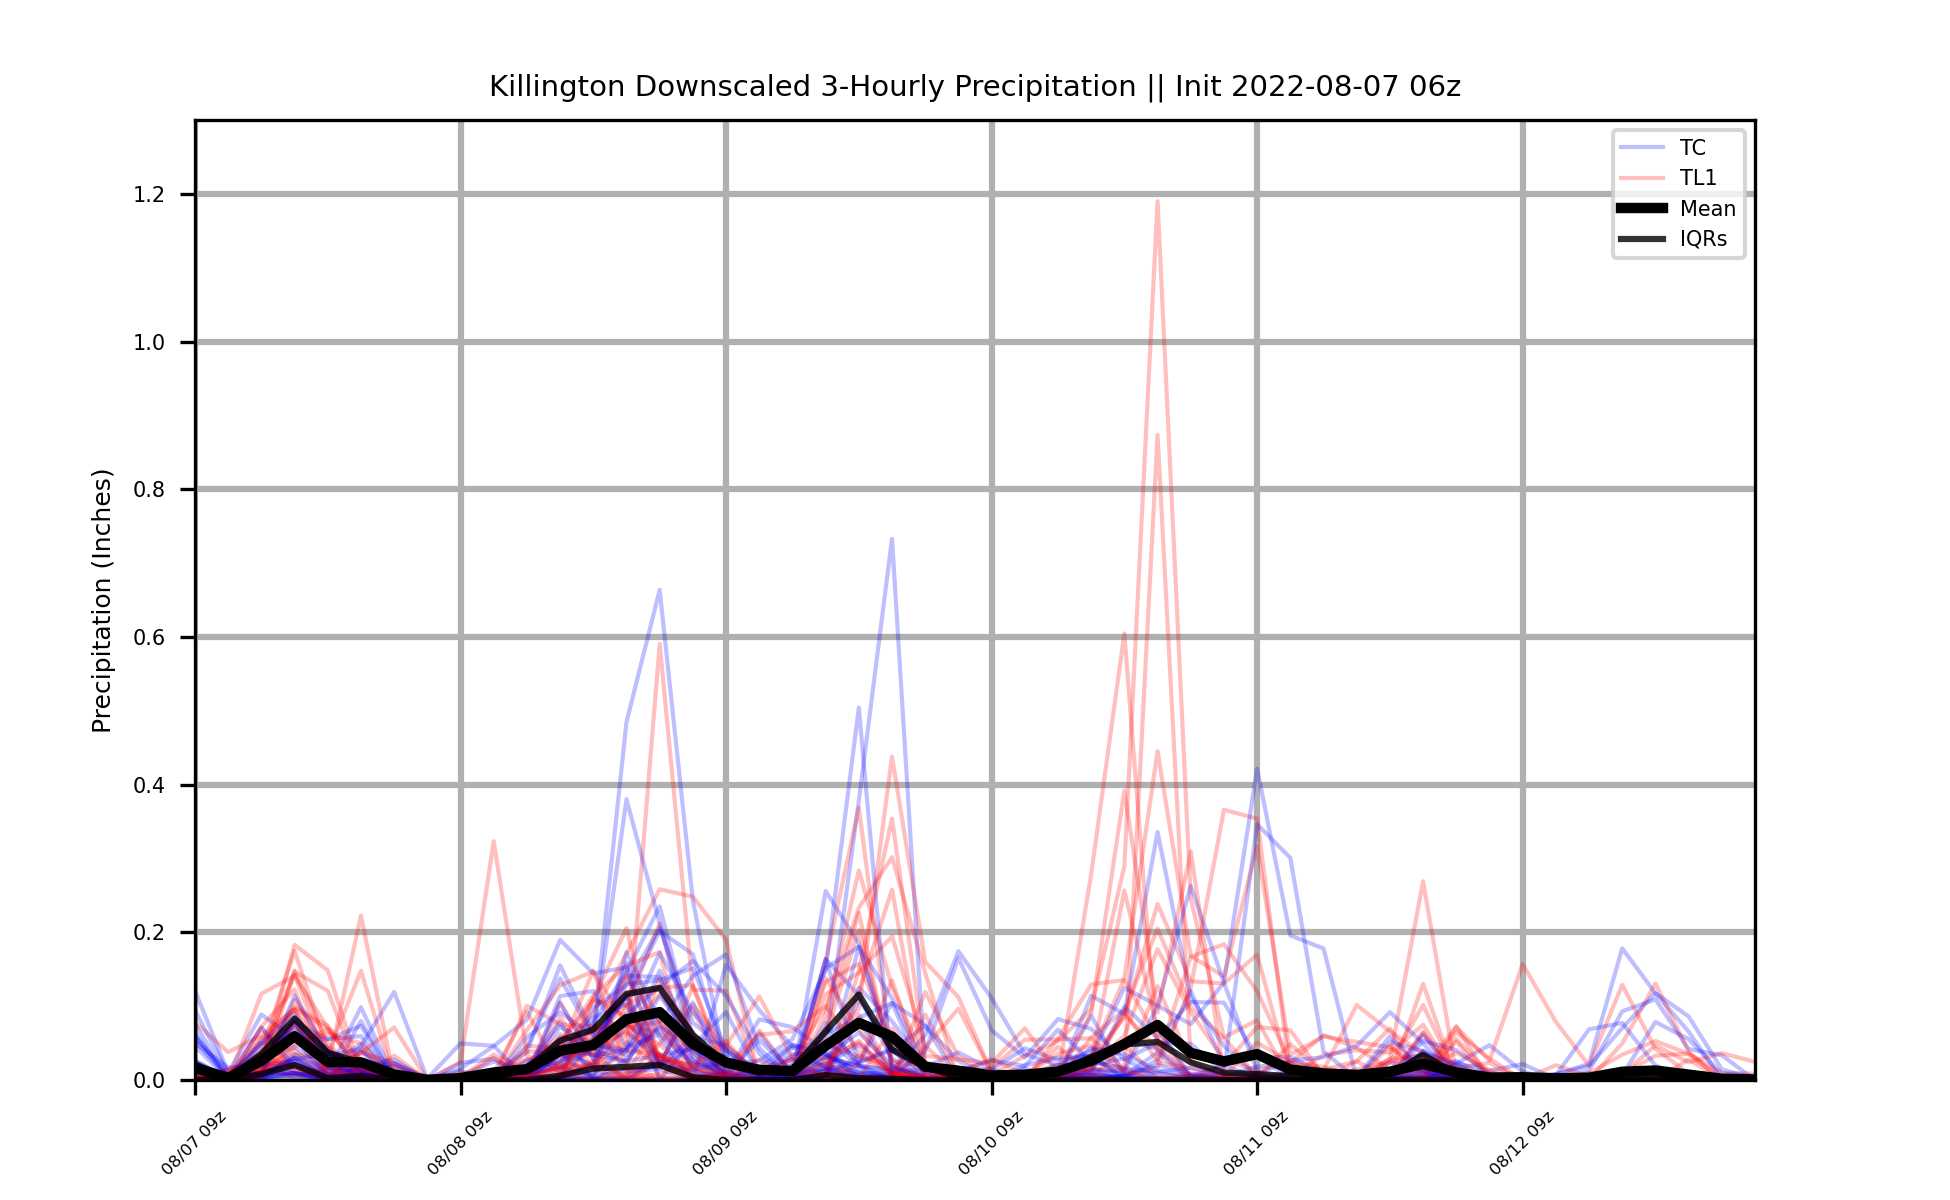 Killington Downscaled 3-Hourly Precipitation || Init 2022-08-07 06z
TC
TL1
Mean
IQRs
Precipitation (Inches)
1.2
1.0
0.8
0.6
0.4
0.2
0.0
08/07 09z
08/08 09z
08/09 09z
08/10 09z
08/11 09z
08/12 09z